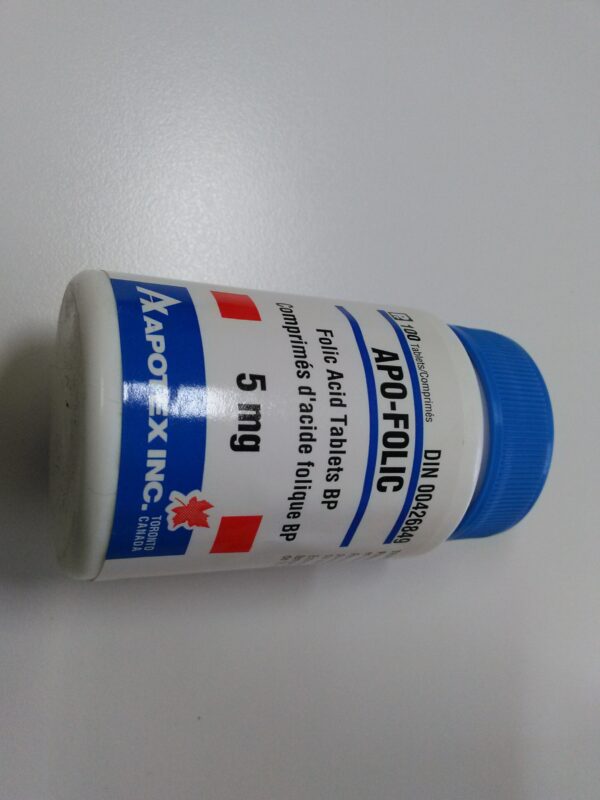 DIN 00426849
100 Tablets/Comprimés
APO-FOLIC
Folic Acid Tablets BP
Comprimés d'acide folique BP
5 mg
APOTEX INC.
TORONTO
CANADA